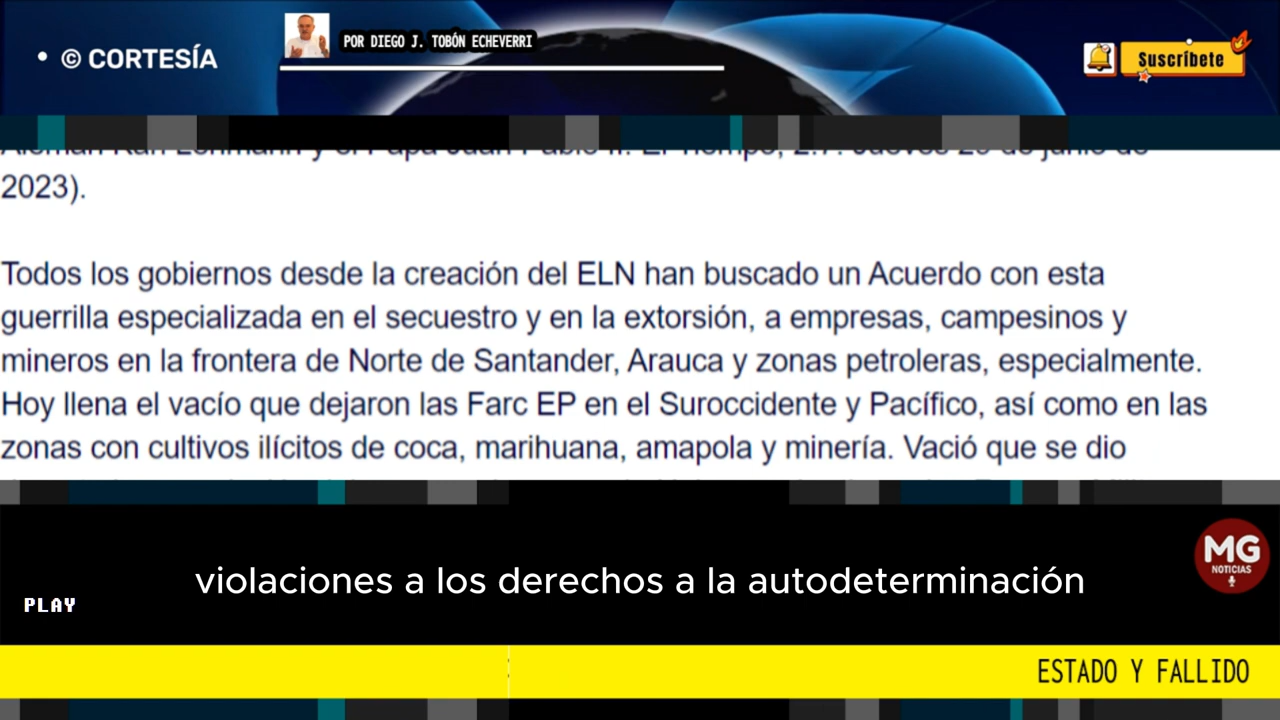 • © CORTESÍA
POR DIEGO J. TOBÓN ECHEVERRI
Suscríbete
2023).
Todos los gobiernos desde la creación del ELN han buscado un Acuerdo con esta
guerrilla especializada en el secuestro y en la extorsión, a empresas, campesinos y
mineros en la frontera de Norte de Santander, Arauca y zonas petroleras, especialmente.
Hoy llena el vacío que dejaron las Farc EP en el Suroccidente y Pacífico, así como en las
zonas con cultivos ilícitos de coca, marihuana, amapola y minería. Vació que se dio
violaciones a los derechos a la autodeterminación
PLAY
MG
NOTICIAS
ESTADO Y FALLIDO